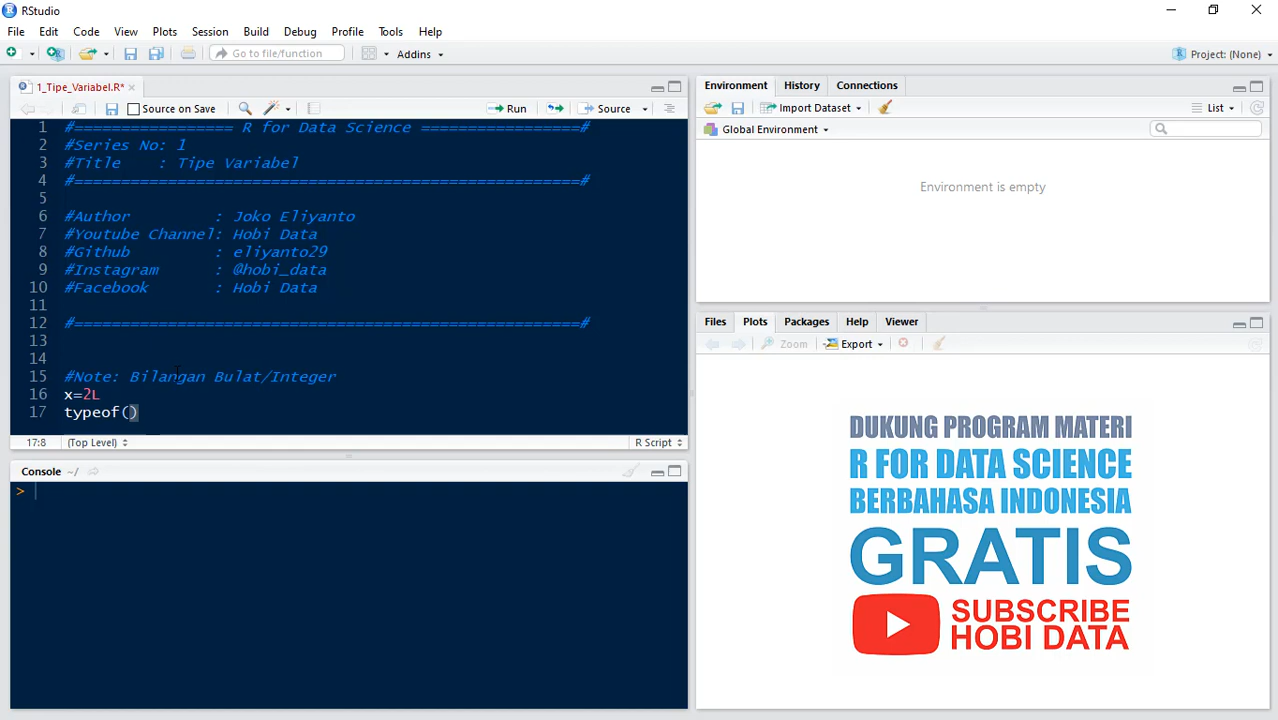 RStudio
File Edit Code View Plots Session Build Debug Profile Tools Help
Go to file/function Addins Project: (None)
1_Tipe_Variabel.R*
Source on Save Run Source
1 #================= R for Data Science =================#
2 #Series No: 1
3 #Title    : Tipe Variabel
4 #======================================================#
5
6 #Author         : Joko Eliyanto
7 #Youtube Channel: Hobi Data
8 #Github         : eliyanto29
9 #Instagram      : @hobi_data
10 #Facebook       : Hobi Data
11
12 #======================================================#
13
14
15 #Note: Bilangan Bulat/Integer
16 x=2L
17 typeof()
17:8 (Top Level) R Script
Console ~/
>
Environment History Connections
Import Dataset List
Global Environment
Environment is empty
Files Plots Packages Help Viewer
Zoom Export
DUKUNG PROGRAM MATERI
R FOR DATA SCIENCE
BERBAHASA INDONESIA
GRATIS
SUBSCRIBE
HOBI DATA